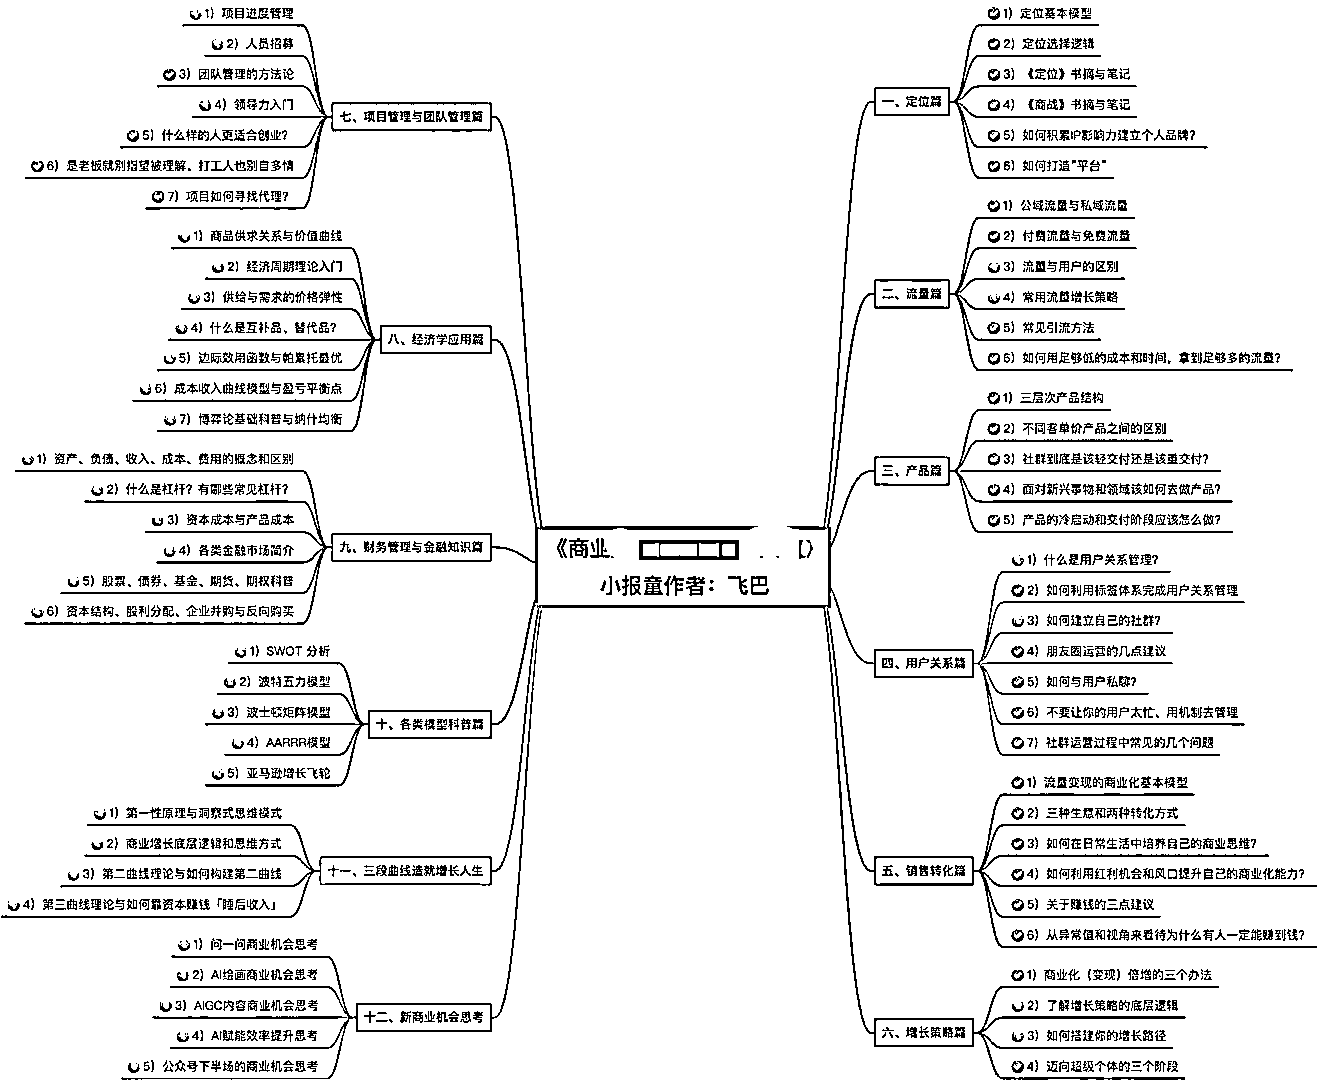 《商业
】》
小报童作者：飞巴
一、定位篇
1）定位基本模型
2）定位选择逻辑
3）《定位》书摘与笔记
4）《商战》书摘与笔记
5）如何积累IP影响力建立个人品牌？
6）如何打造"平台"
二、流量篇
1）公域流量与私域流量
2）付费流量与免费流量
3）流量与用户的区别
4）常用流量增长策略
5）常见引流方法
6）如何用足够低的成本和时间，拿到足够多的流量？
三、产品篇
1）三层次产品结构
2）不同客单价产品之间的区别
3）社群到底是该轻交付还是该重交付？
4）面对新兴事物和领域该如何去做产品？
5）产品的冷启动和交付阶段应该怎么做？
四、用户关系篇
1）什么是用户关系管理？
2）如何利用标签体系完成用户关系管理
3）如何建立自己的社群？
4）朋友圈运营的几点建议
5）如何与用户私聊？
6）不要让你的用户太忙、用机制去管理
7）社群运营过程中常见的几个问题
五、销售转化篇
1）流量变现的商业化基本模型
2）三种生意和两种转化方式
3）如何在日常生活中培养自己的商业思维？
4）如何利用红利机会和风口提升自己的商业化能力？
5）关于赚钱的三点建议
6）从异常值和视角来看待为什么有人一定能赚到钱？
六、增长策略篇
1）商业化（变现）倍增的三个办法
2）了解增长策略的底层逻辑
3）如何搭建你的增长路径
4）迈向超级个体的三个阶段
七、项目管理与团队管理篇
1）项目进度管理
2）人员招募
3）团队管理的方法论
4）领导力入门
5）什么样的人更适合创业？
6）是老板就别指望被理解、打工人也别自多情
7）项目如何寻找代理？
八、经济学应用篇
1）商品供求关系与价值曲线
2）经济周期理论入门
3）供给与需求的价格弹性
4）什么是互补品、替代品？
5）边际效用函数与帕累托最优
6）成本收入曲线模型与盈亏平衡点
7）博弈论基础科普与纳什均衡
九、财务管理与金融知识篇
1）资产、负债、收入、成本、费用的概念和区别
2）什么是杠杆？有哪些常见杠杆？
3）资本成本与产品成本
4）各类金融市场简介
5）股票、债券、基金、期货、期权科普
6）资本结构、股利分配、企业并购与反向购买
十、各类模型科普篇
1）SWOT 分析
2）波特五力模型
3）波士顿矩阵模型
4）AARRR模型
5）亚马逊增长飞轮
十一、三段曲线造就增长人生
1）第一性原理与洞察式思维模式
2）商业增长底层逻辑和思维方式
3）第二曲线理论与如何构建第二曲线
4）第三曲线理论与如何靠资本赚钱「睡后收入」
十二、新商业机会思考
1）问一问商业机会思考
2）AI绘画商业机会思考
3）AIGC内容商业机会思考
4）AI赋能效率提升思考
5）公众号下半场的商业机会思考